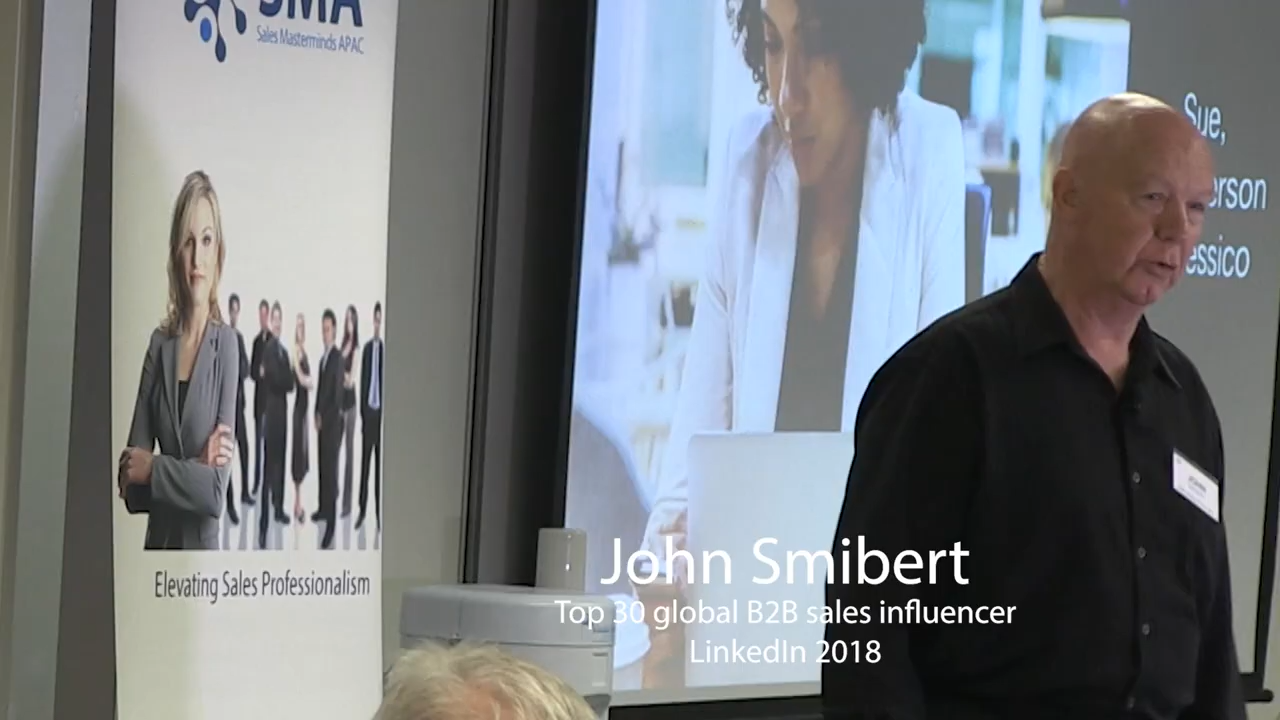 SMA
Sales Masterminds APAC
Elevating Sales Professionalism
Sue,
erson
essico
John Smibert
Top 30 global B2B sales influencer
LinkedIn 2018